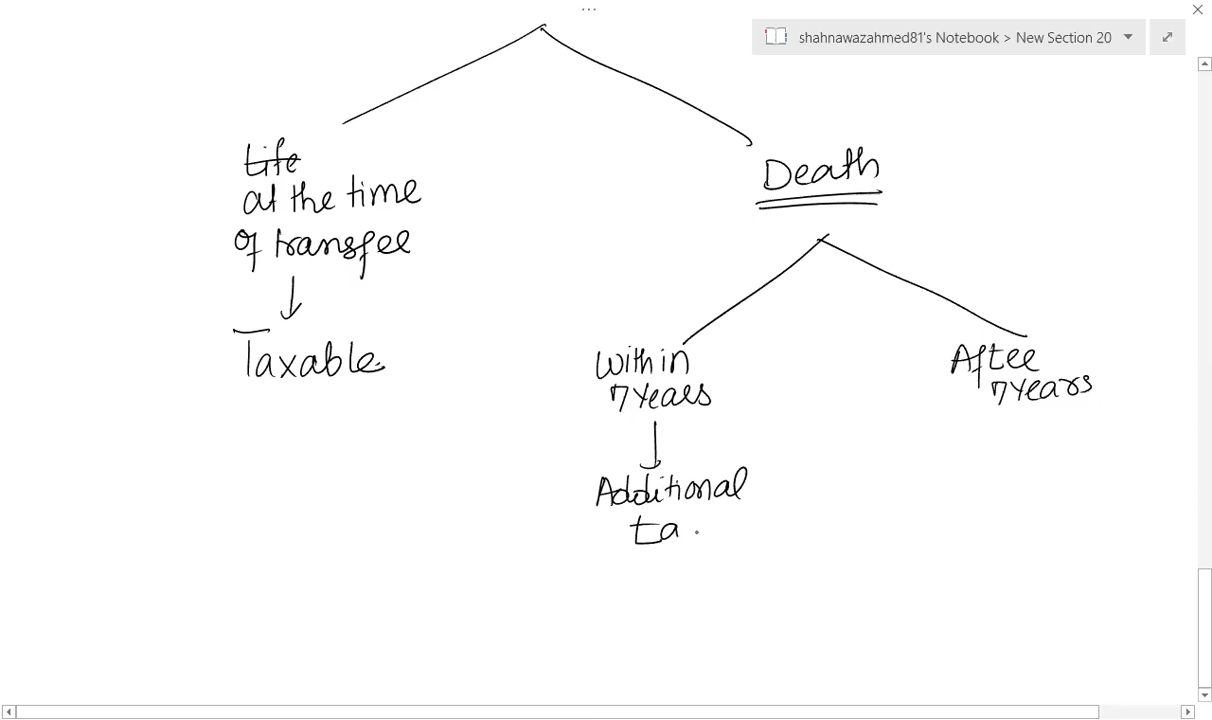 shahnawazahmed81's Notebook > New Section 20
Life
at the time
of transfer
Taxable
Death
Within
7 Years
Additional
ta
After
7 Years